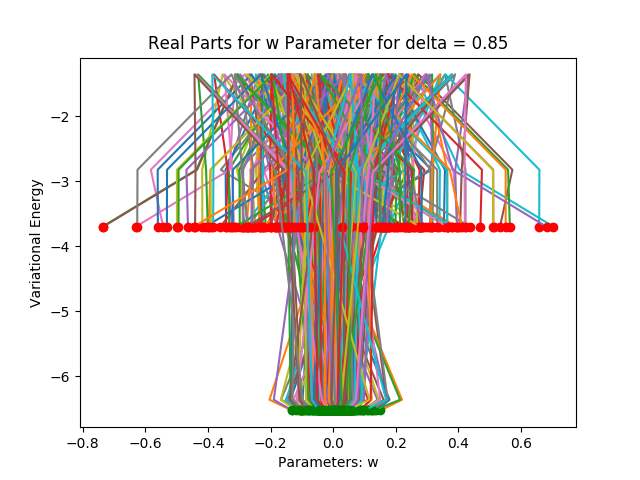 Real Parts for w Parameter for delta = 0.85
Variational Energy
−2
−3
−4
−5
−6
−0.8 −0.6 −0.4 −0.2 0.0 0.2 0.4 0.6
Parameters: w